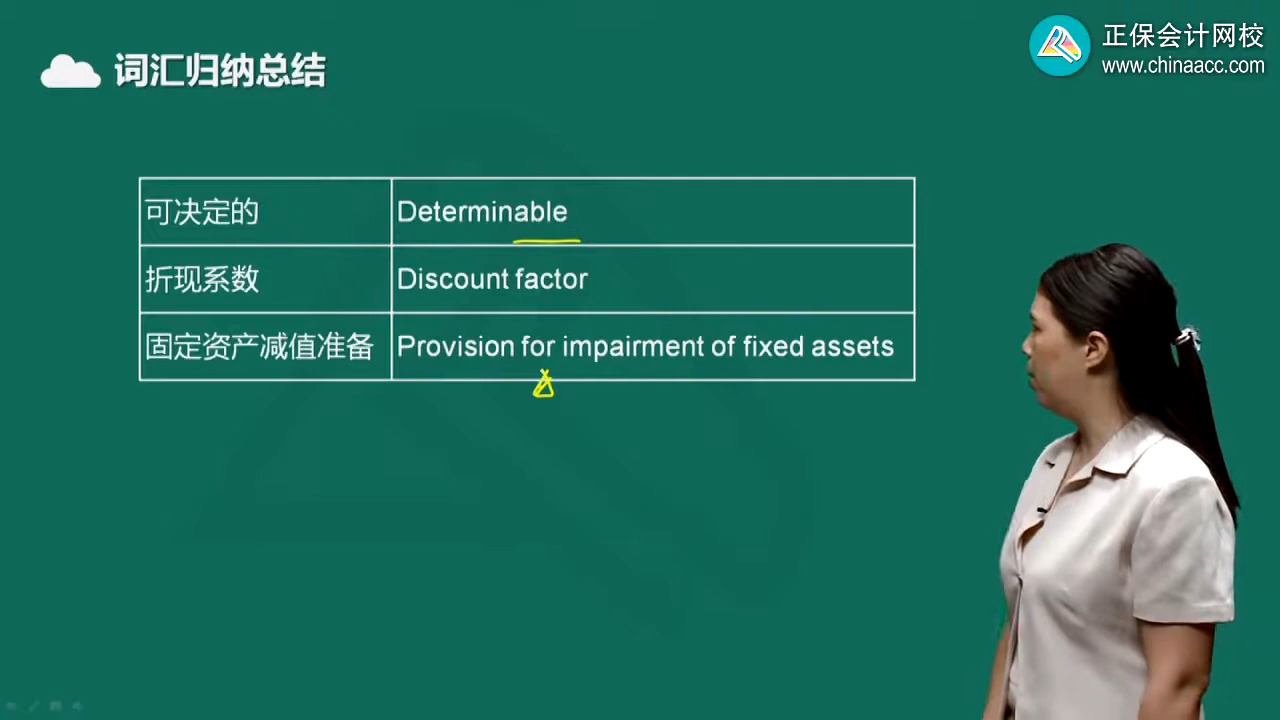 词汇归纳总结
正保会计网校
www.chinaacc.com
可决定的 Determinable
折现系数 Discount factor
固定资产减值准备 Provision for impairment of fixed assets